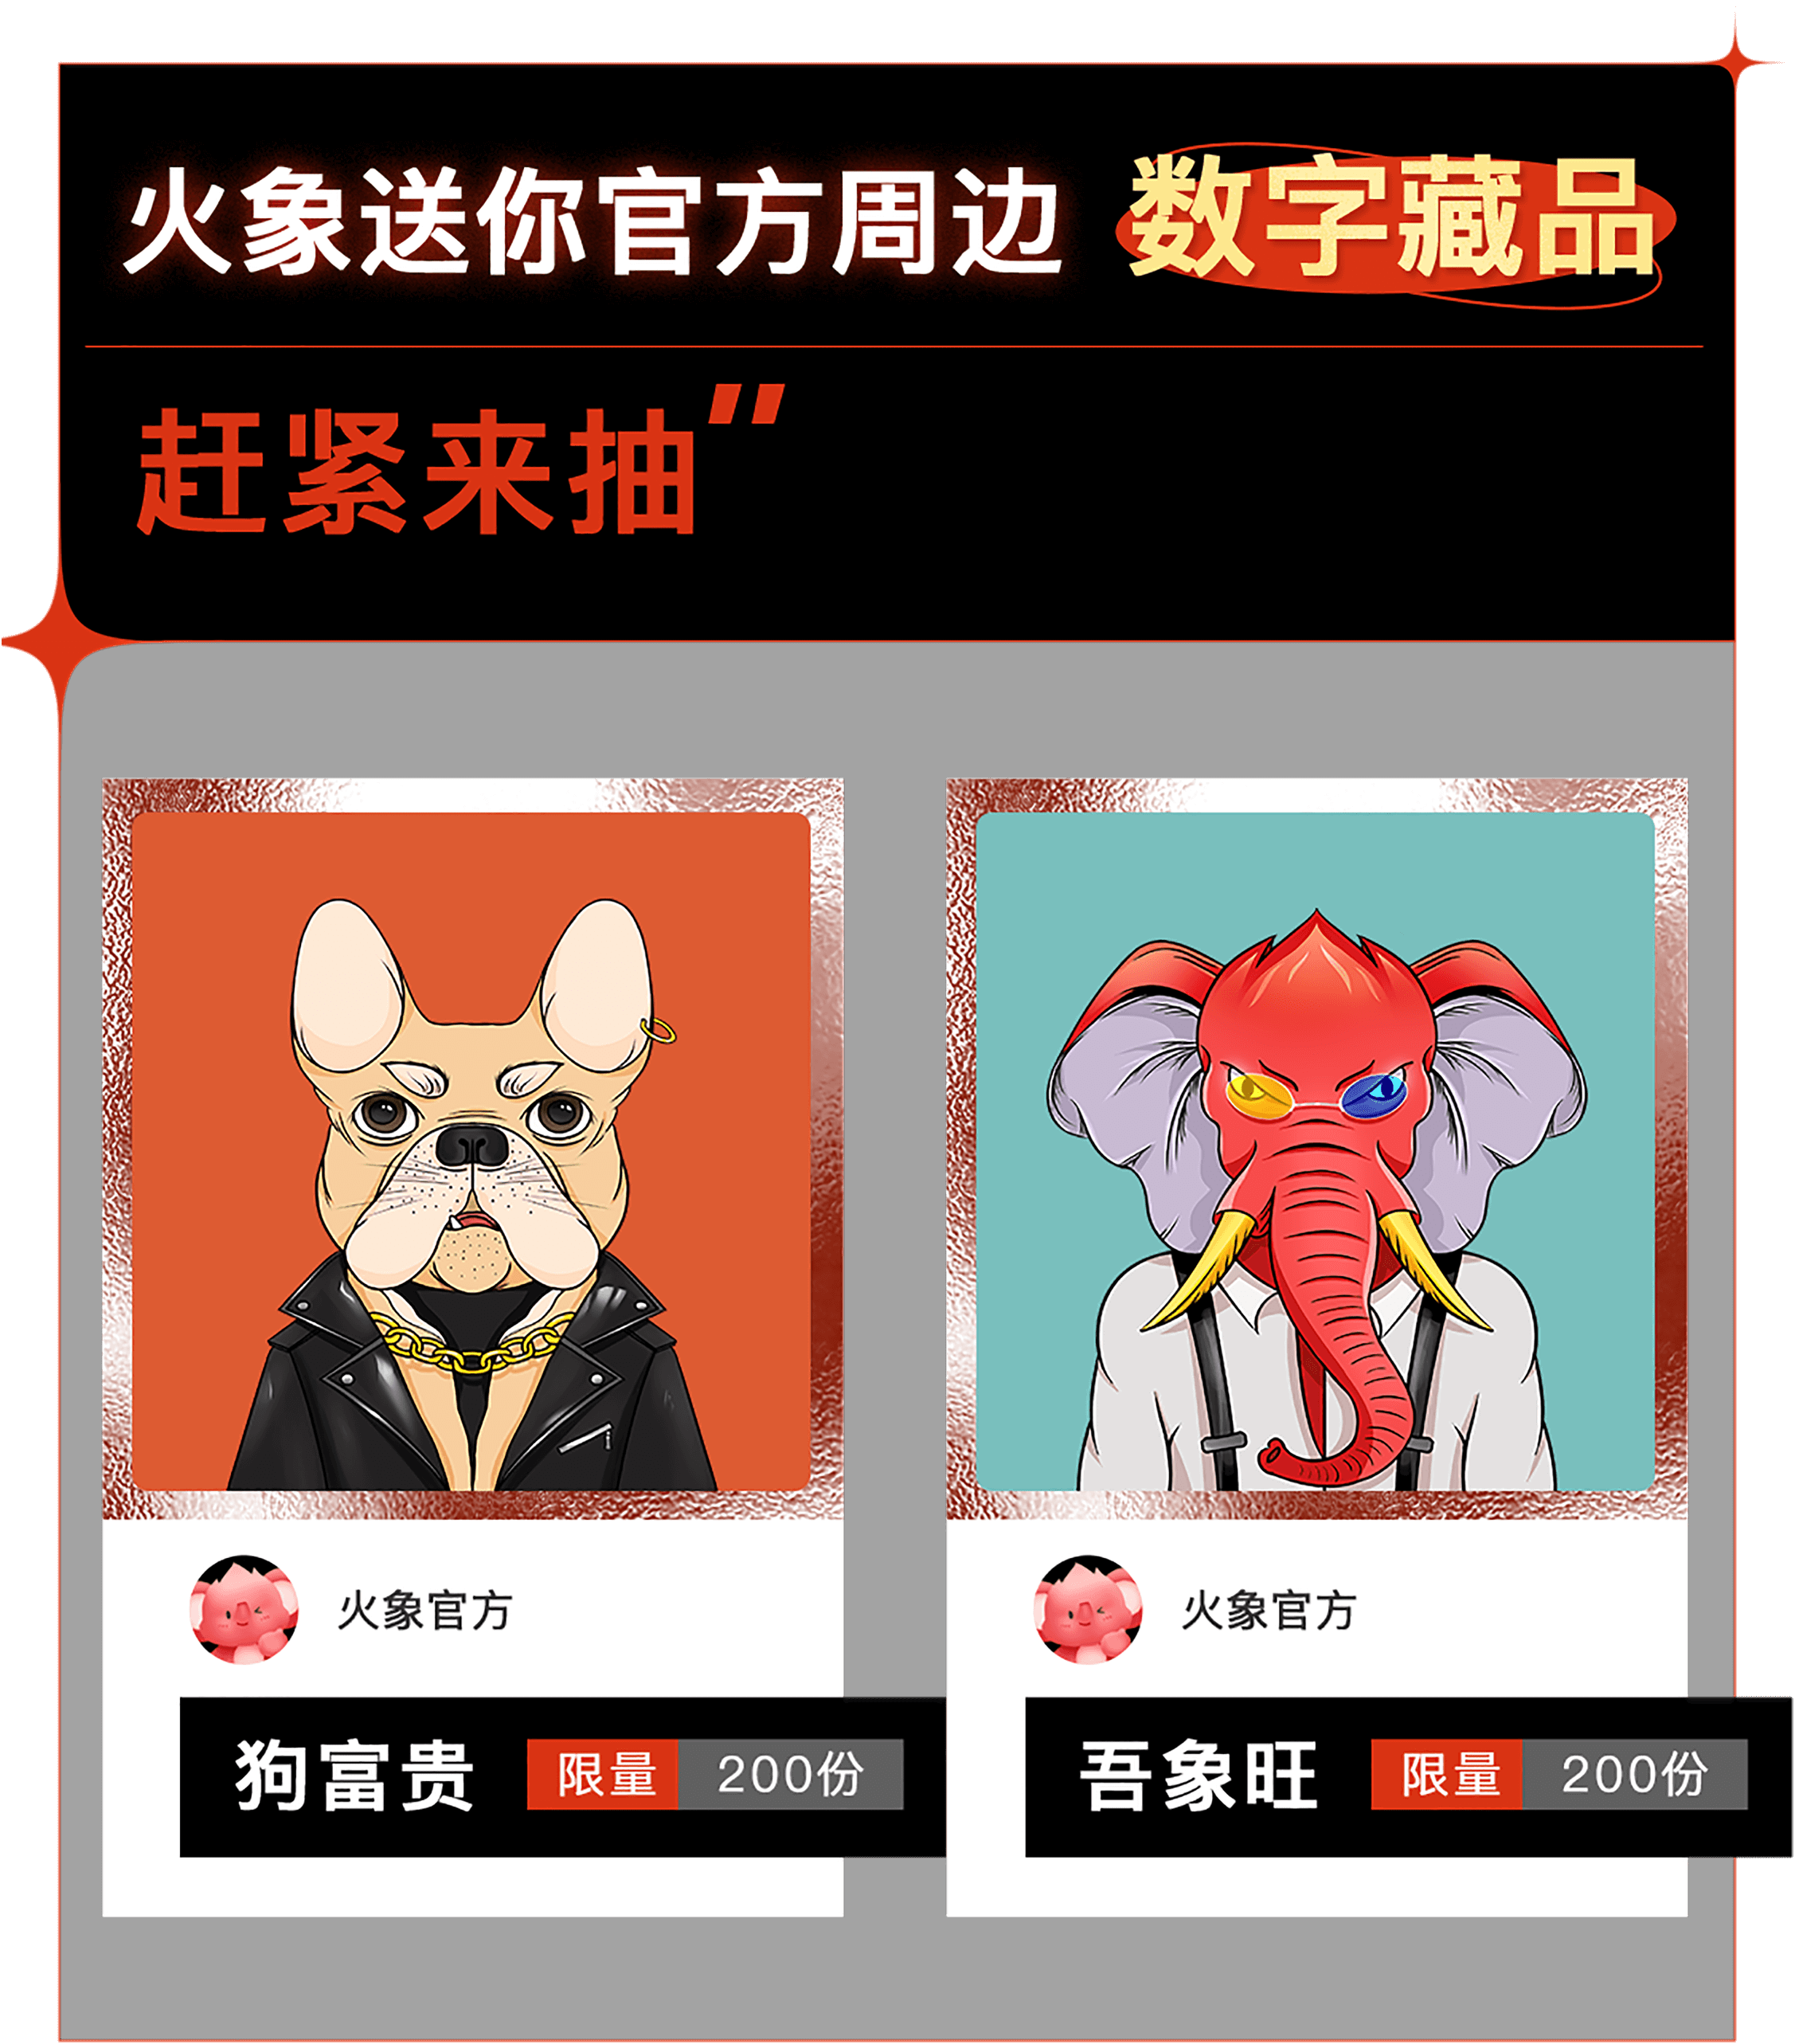 火象送你官方周边 数字藏品
赶紧来抽"
火象官方
狗富贵 限量 200份
火象官方
吾象旺 限量 200份